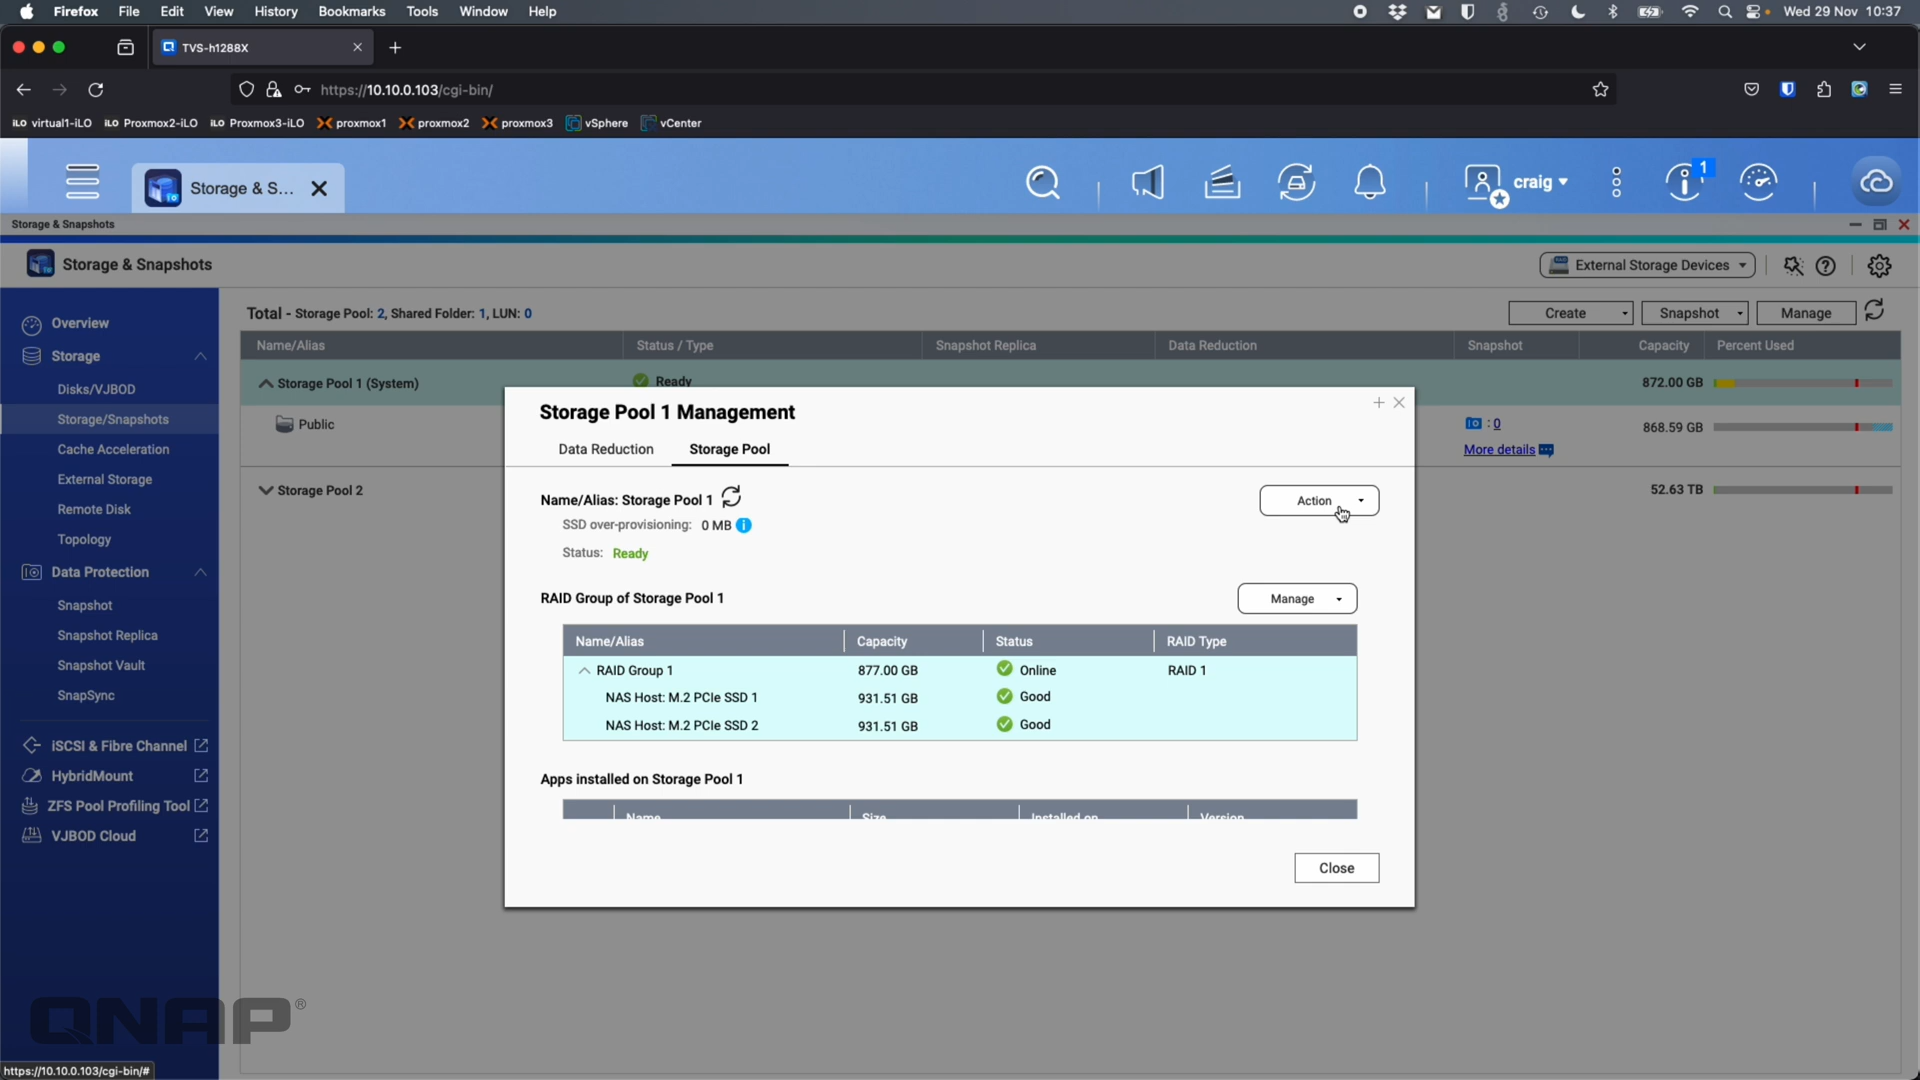 Firefox File Edit View History Bookmarks Tools Window Help
Wed 29 Nov 10:37
TVS-h1288X
https://10.10.0.103/cgi-bin/
iLO virtual1-iLO iLO Proxmox2-iLO iLO Proxmox3-iLO proxmox1 proxmox2 proxmox3 vSphere vCenter
Storage & S...
craig
1
Storage & Snapshots
Storage & Snapshots
External Storage Devices
Overview
Storage
Disks/VJBOD
Storage/Snapshots
Cache Acceleration
External Storage
Remote Disk
Topology
Data Protection
Snapshot
Snapshot Replica
Snapshot Vault
SnapSync
iSCSI & Fibre Channel
HybridMount
ZFS Pool Profiling Tool
VJBOD Cloud
Total - Storage Pool: 2, Shared Folder: 1, LUN: 0
Create Snapshot Manage
Name/Alias Status / Type Snapshot Replica Data Reduction Snapshot Capacity Percent Used
Storage Pool 1 (System) Ready 872.00 GB
Public : 0 868.59 GB
More details
Storage Pool 2 52.63 TB
Storage Pool 1 Management
Data Reduction Storage Pool
Name/Alias: Storage Pool 1
Action
SSD over-provisioning: 0 MB
Status: Ready
RAID Group of Storage Pool 1
Manage
Name/Alias Capacity Status RAID Type
RAID Group 1 877.00 GB Online RAID 1
NAS Host: M.2 PCIe SSD 1 931.51 GB Good
NAS Host: M.2 PCIe SSD 2 931.51 GB Good
Apps installed on Storage Pool 1
Name Size Installed on Version
Close
QNAP®
https://10.10.0.103/cgi-bin/#